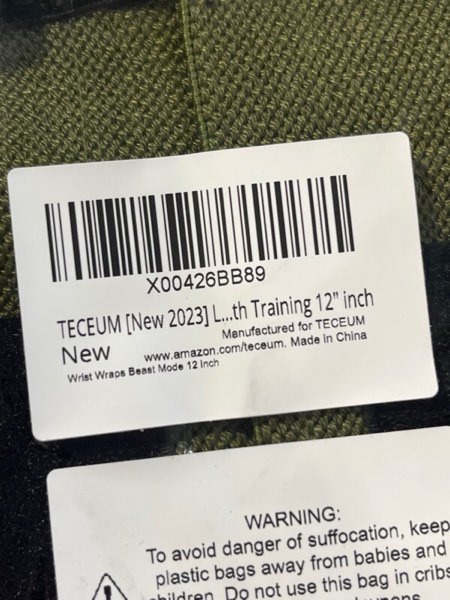 X00426BB89
TECEUM [New 2023] L...th Training 12" inch
New
Manufactured for TECEUM
www.amazon.com/teceum. Made in China
Wrist Wraps Beast Mode 12 inch
WARNING:
To avoid danger of suffocation, keep
plastic bags away from babies and
children. Do not use this bag in cribs